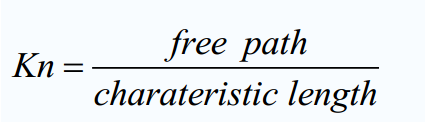 Kn = free path
charateristic length